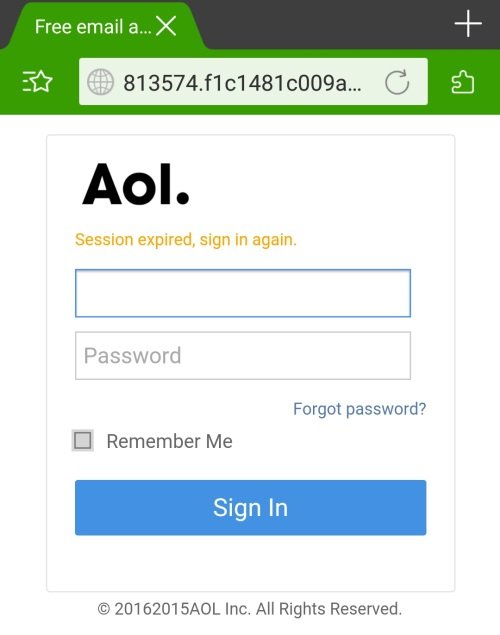 Free email a...
813574.f1c1481c009a...
Aol.
Session expired, sign in again.
Password
Forgot password?
Remember Me
Sign In
© 20162015AOL Inc. All Rights Reserved.